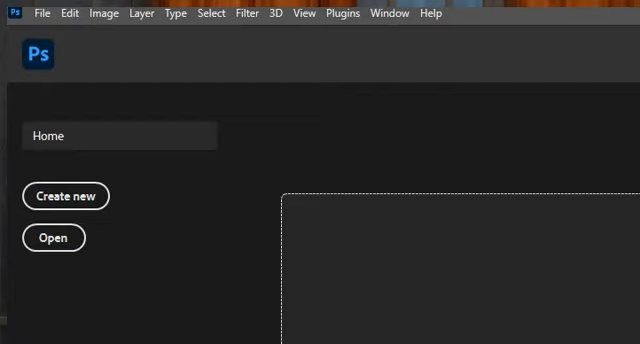 Ps File Edit Image Layer Type Select Filter 3D View Plugins Window Help
Ps
Home
Create new
Open